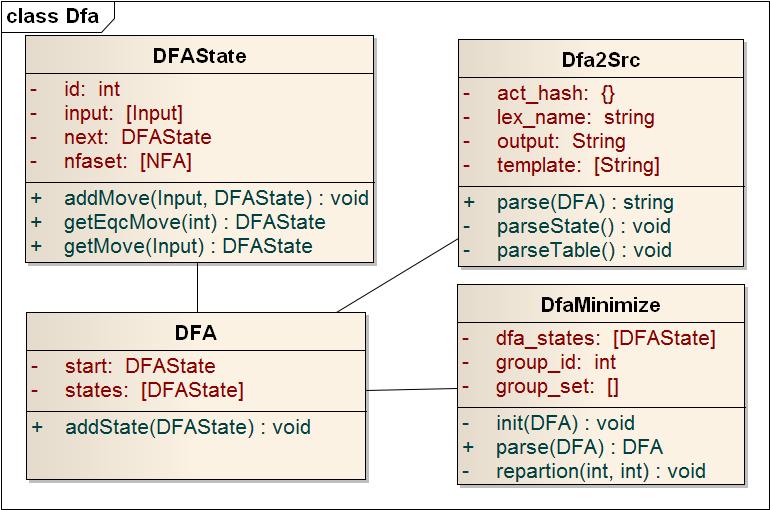 class Dfa
DFAState
- id: int
- input: [Input]
- next: DFAState
- nfaset: [NFA]
+ addMove(Input, DFAState) : void
+ getEqcMove(int) : DFAState
+ getMove(Input) : DFAState
Dfa2Src
- act_hash: {}
- lex_name: string
- output: String
- template: [String]
+ parse(DFA) : string
- parseState() : void
- parseTable() : void
DFA
- start: DFAState
- states: [DFAState]
+ addState(DFAState) : void
DfaMinimize
- dfa_states: [DFAState]
- group_id: int
- group_set: []
- init(DFA) : void
+ parse(DFA) : DFA
- repartion(int, int) : void